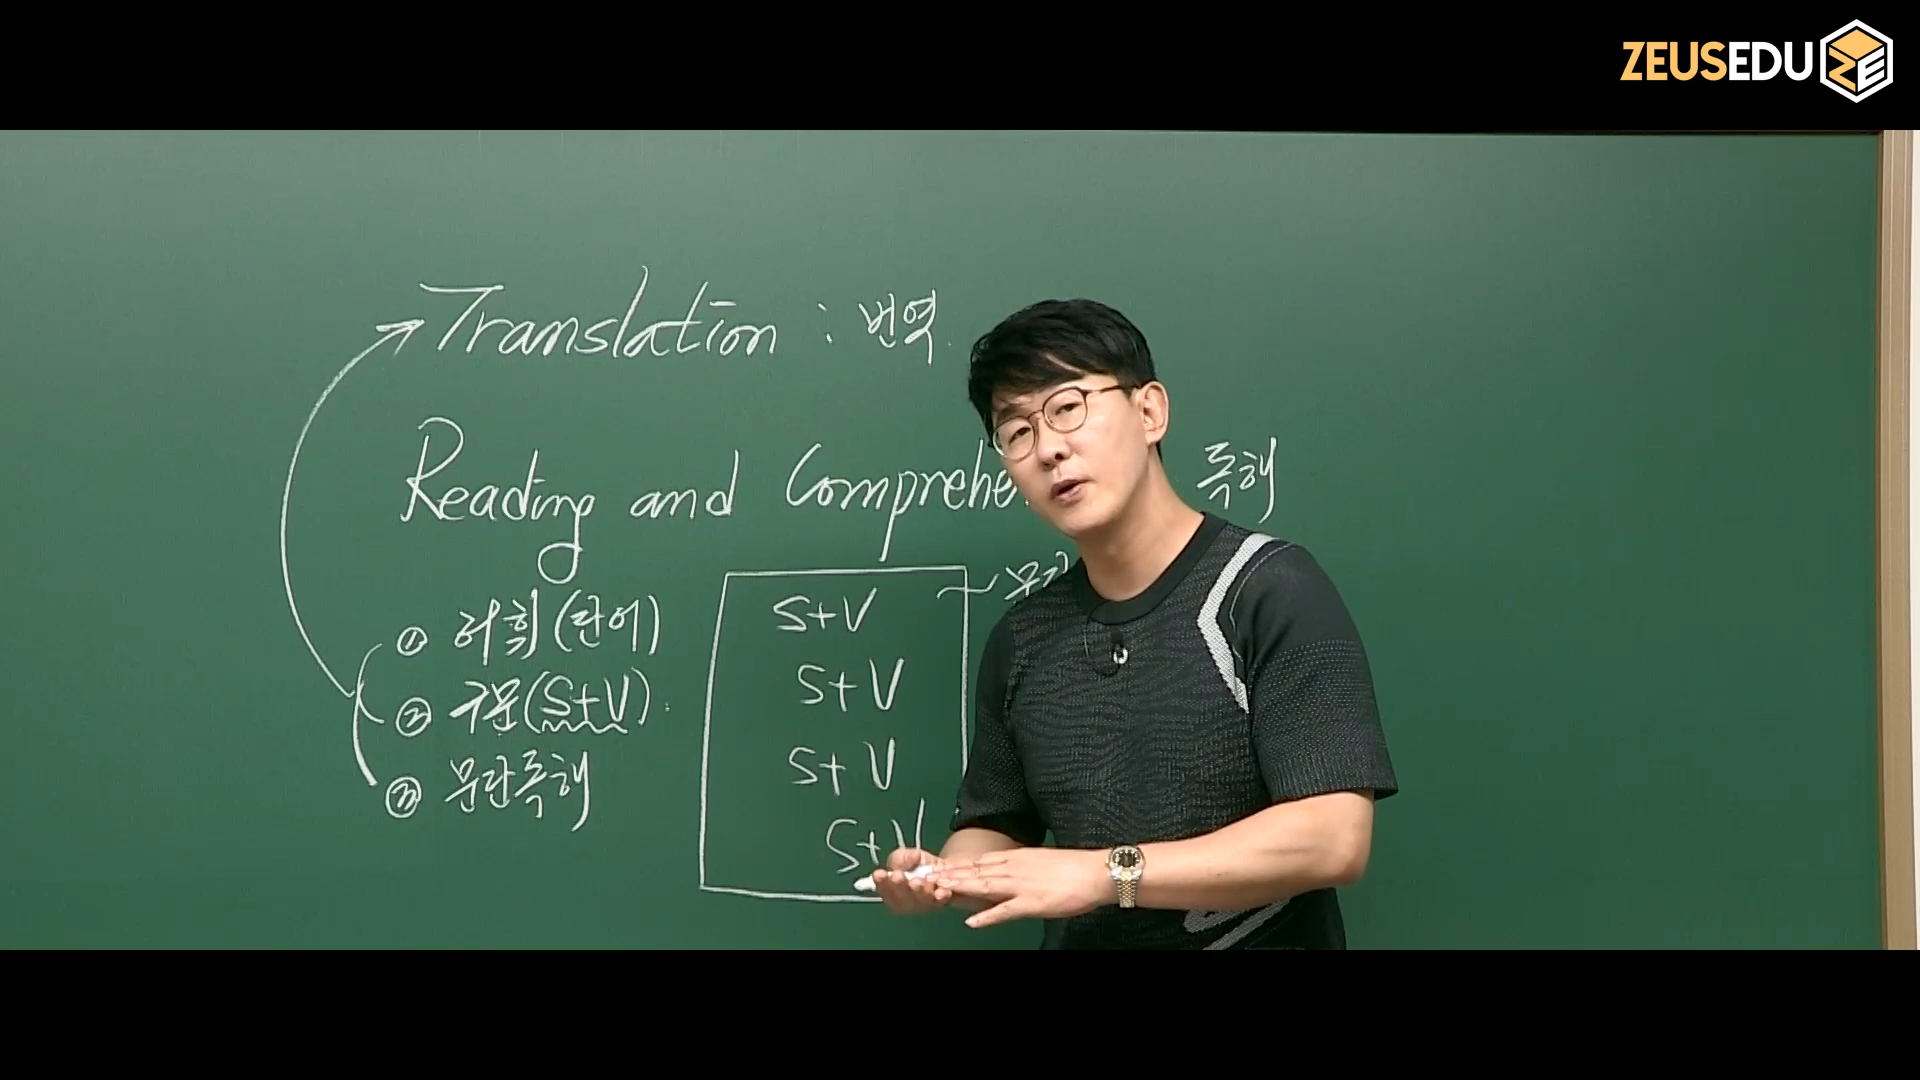 ZEUSEDU
Translation : 번역
Reading and Comprehe 독해
① 어휘(단어)
② 구문(S+V)
③ 문단독해
S+V
S+V
S+V
S+V